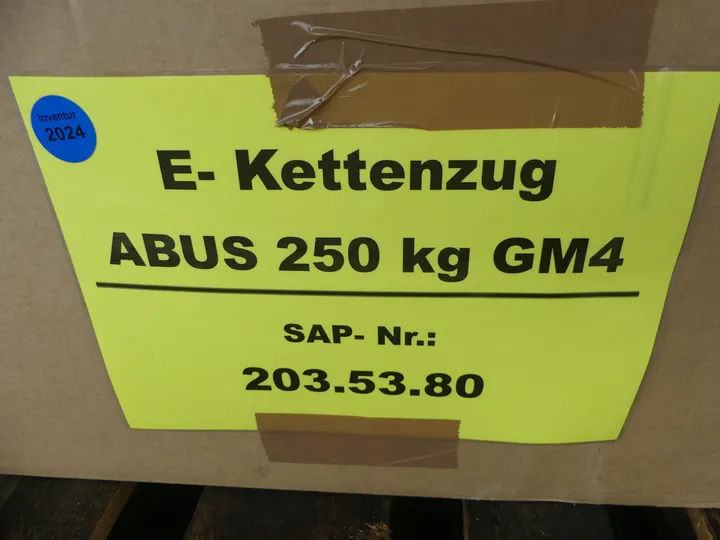 Inventur
2024
E- Kettenzug
ABUS 250 kg GM4
SAP- Nr.:
203.53.80